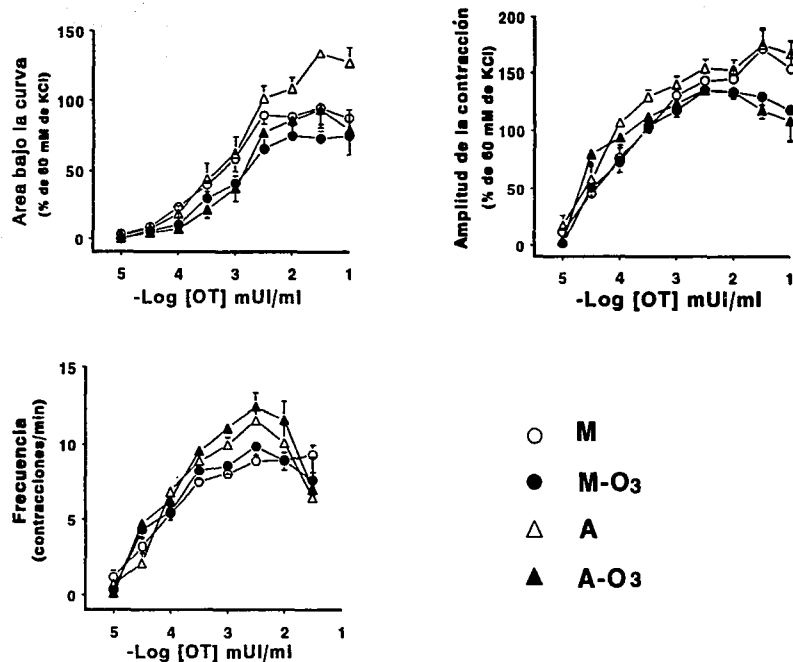 Area bajo la curva
(% de 60 mM de KCl)
150
100
50
0
5 4 3 2 1
-Log [OT] mUI/ml
Amplitud de la contracción
(% de 60 mM de KCl)
200
150
100
50
0
5 4 3 2 1
-Log [OT] mUI/ml
Frecuencia
(contracciones/min)
15
10
5
0
5 4 3 2 1
-Log [OT] mUI/ml
M
M-O3
A
A-O3